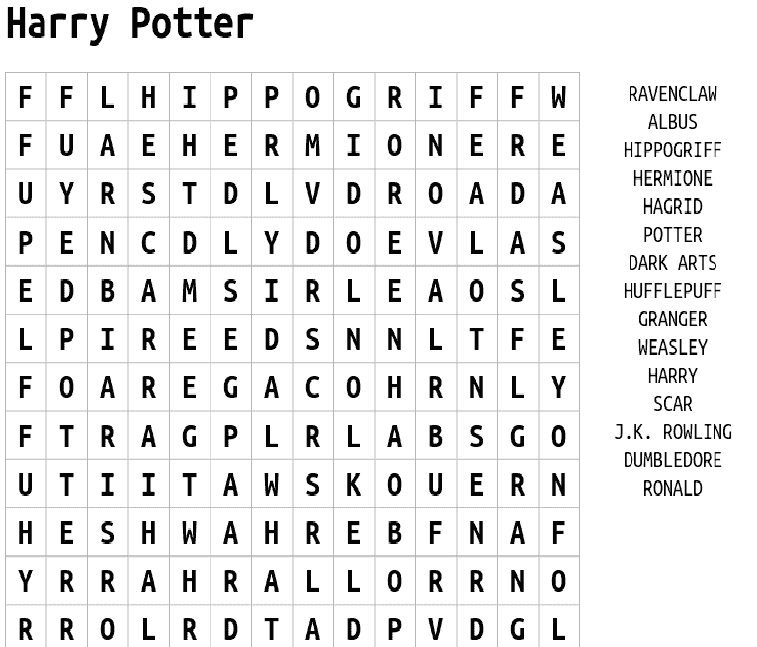 Harry Potter
F F L H I P P O G R I F F W
F U A E H E R M I O N E R E
U Y R S T D L V D R O A D A
P E N C D L Y D O E V L A S
E D B A M S I R L E A O S L
L P I R E E D S N N L T F E
F O A R E G A C O H R N L Y
F T R A G P L R L A B S G O
U T I I T A W S K O U E R N
H E S H W A H R E B F N A F
Y R R A H R A L L O R R N O
R R O L R D T A D P V D G L
RAVENCLAW
ALBUS
HIPPOGRIFF
HERMIONE
HAGRID
POTTER
DARK ARTS
HUFFLEPUFF
GRANGER
WEASLEY
HARRY
SCAR
J.K. ROWLING
DUMBLEDORE
RONALD